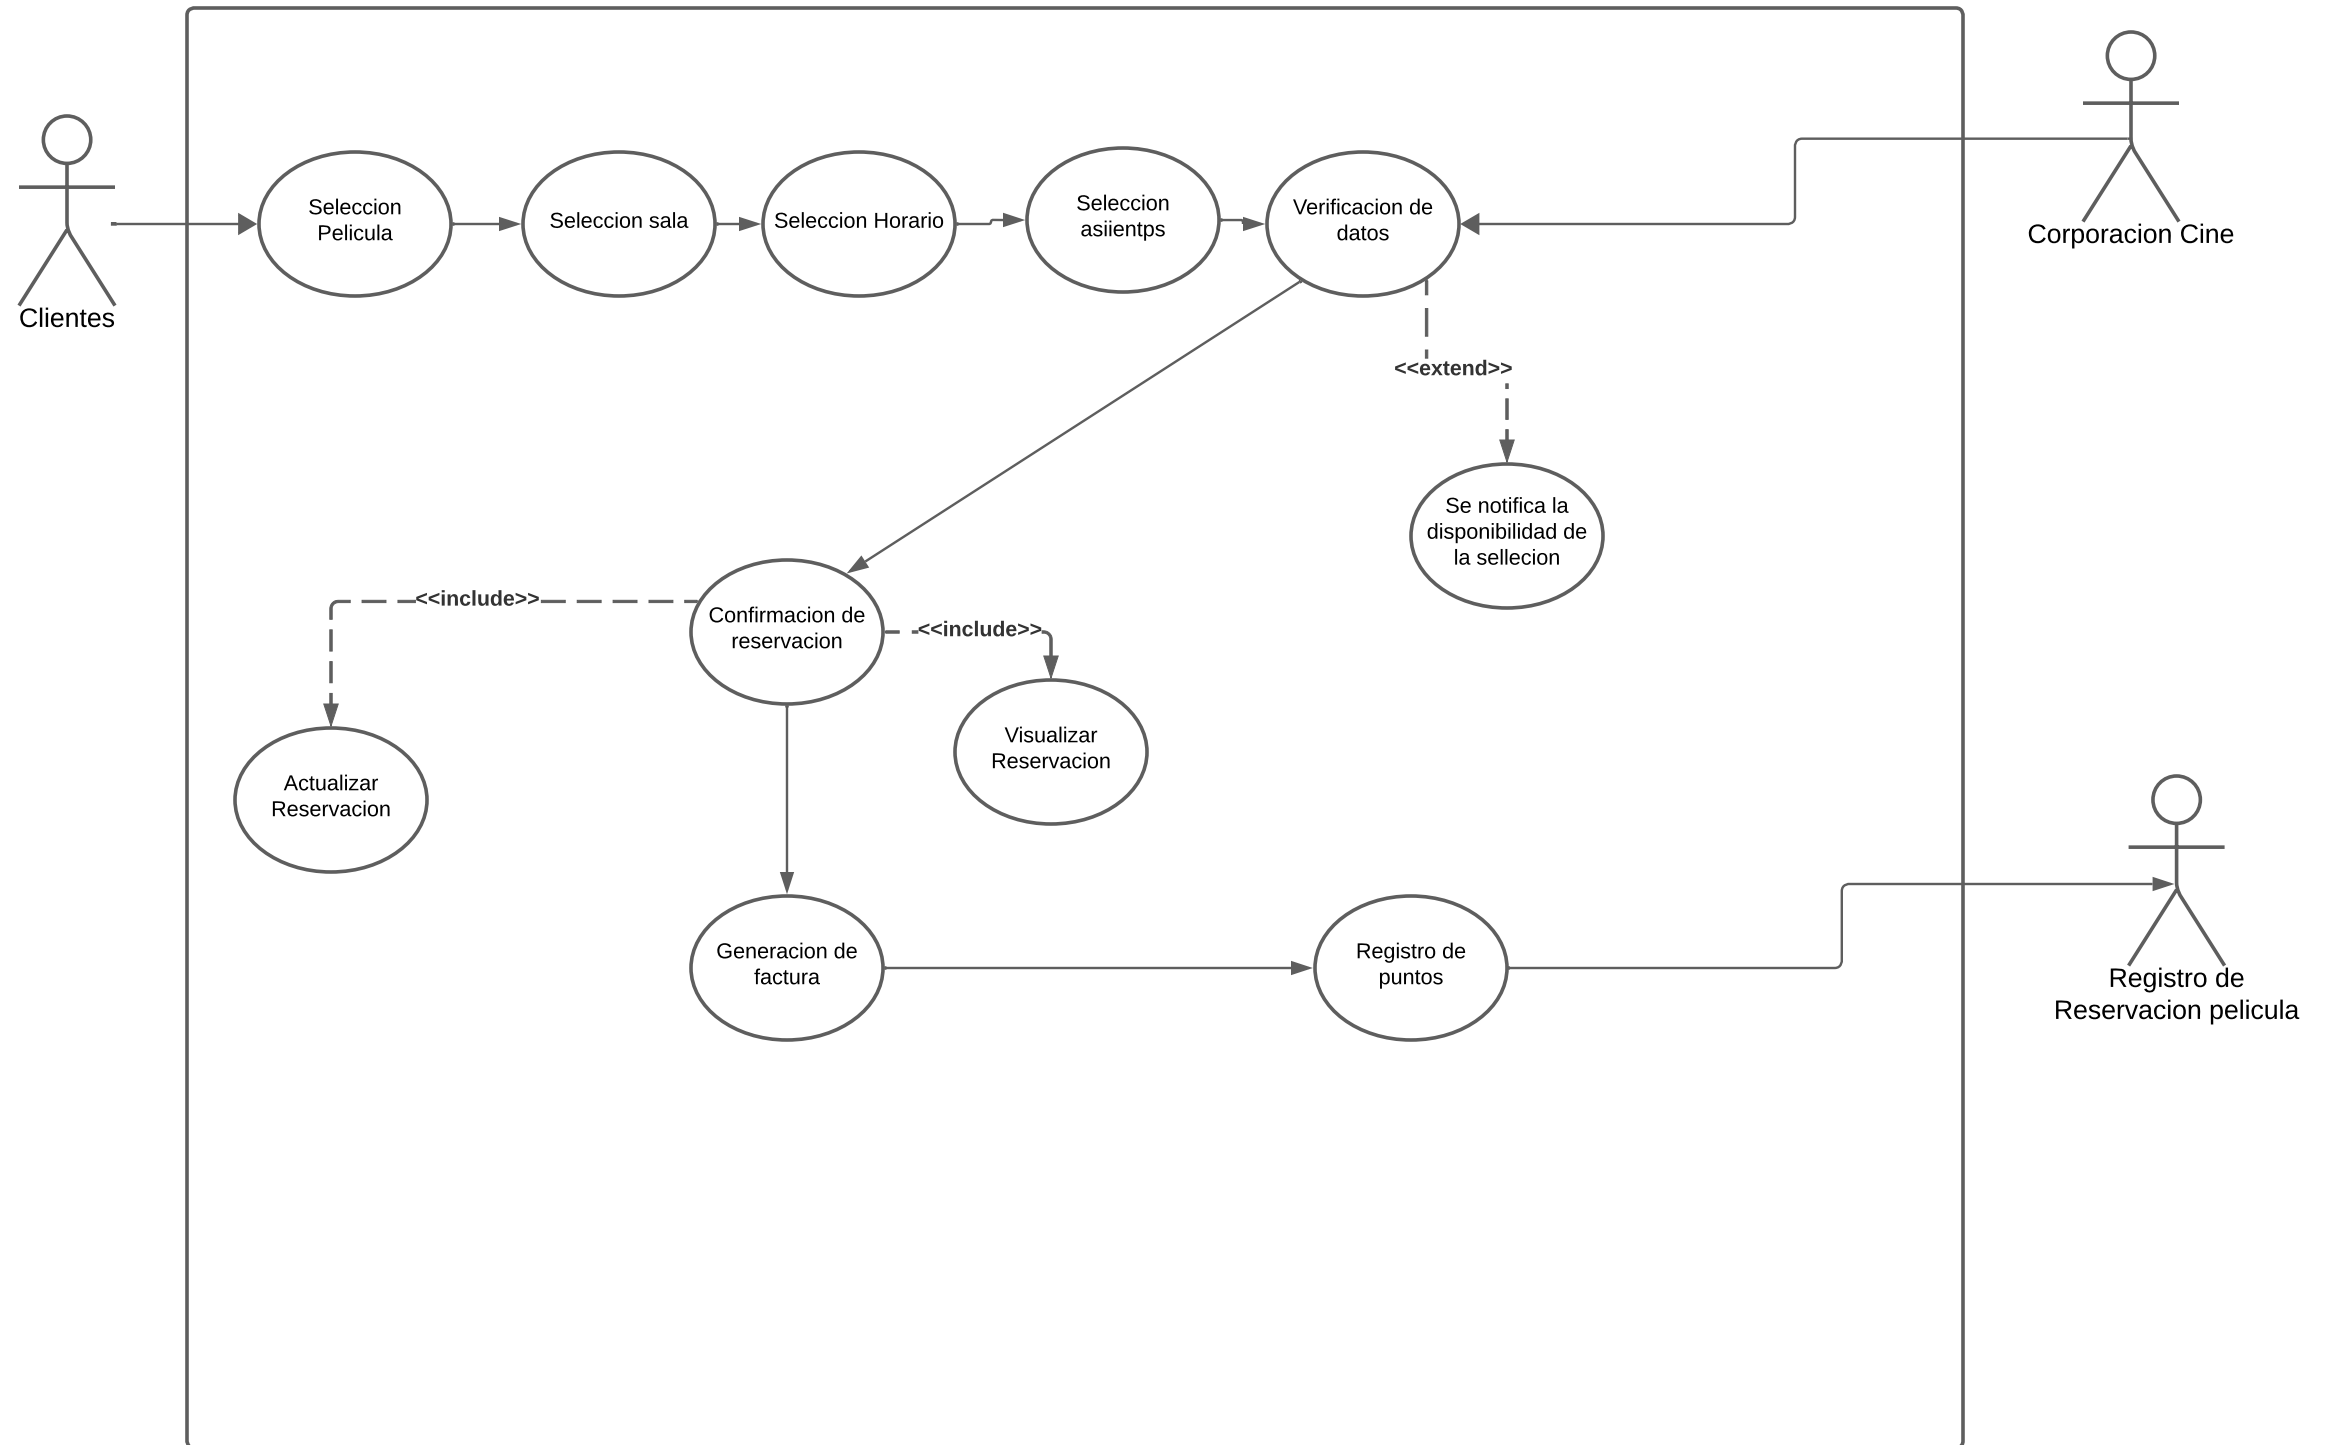 Clientes
Seleccion
Pelicula
Seleccion sala
Seleccion Horario
Seleccion
asiientps
Verificacion de
datos
Corporacion Cine
<<extend>>
Se notifica la
disponibilidad de
la sellecion
<<include>>
Confirmacion de
reservacion
<<include>>
Visualizar
Reservacion
Actualizar
Reservacion
Generacion de
factura
Registro de
puntos
Registro de
Reservacion pelicula